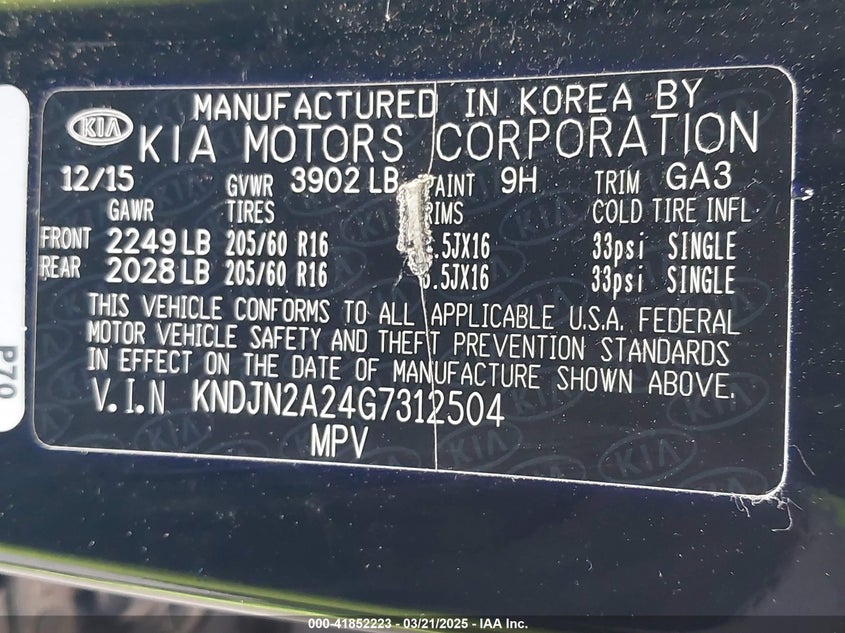 MANUFACTURED IN KOREA BY
KIA KIA MOTORS CORPORATION
12/15 GVWR 3902 LB PAINT 9H TRIM GA3
GAWR TIRES RIMS COLD TIRE INFL
FRONT 2249 LB 205/60 R16 .5JX16 33psi SINGLE
REAR 2028 LB 205/60 R16 6.5JX16 33psi SINGLE
THIS VEHICLE CONFORMS TO ALL APPLICABLE U.S.A. FEDERAL
MOTOR VEHICLE SAFETY AND THEFT PREVENTION STANDARDS
IN EFFECT ON THE DATE OF MANUFACTURE SHOWN ABOVE.
V.I.N KNDJN2A24G7312504
MPV
P70
000-41852223 - 03/21/2025 - IAA Inc.